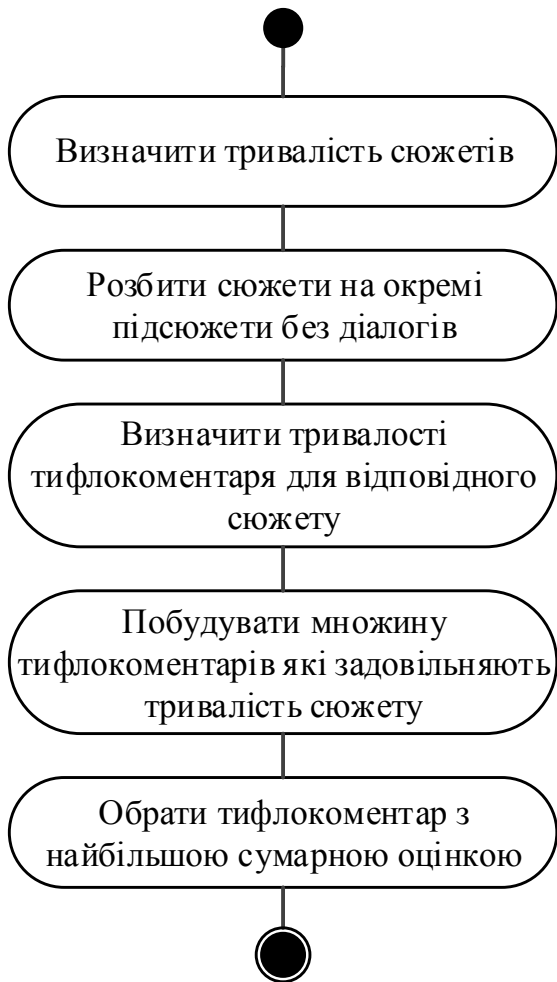 Визначити тривалість сюжетів
Розбити сюжети на окремі
підсюжети без діалогів
Визначити тривалості
тифлокоментаря для відповідного
сюжету
Побудувати множину
тифлокоментарів які задовільняють
тривалість сюжету
Обрати тифлокоментар з
найбільшою сумарною оцінкою